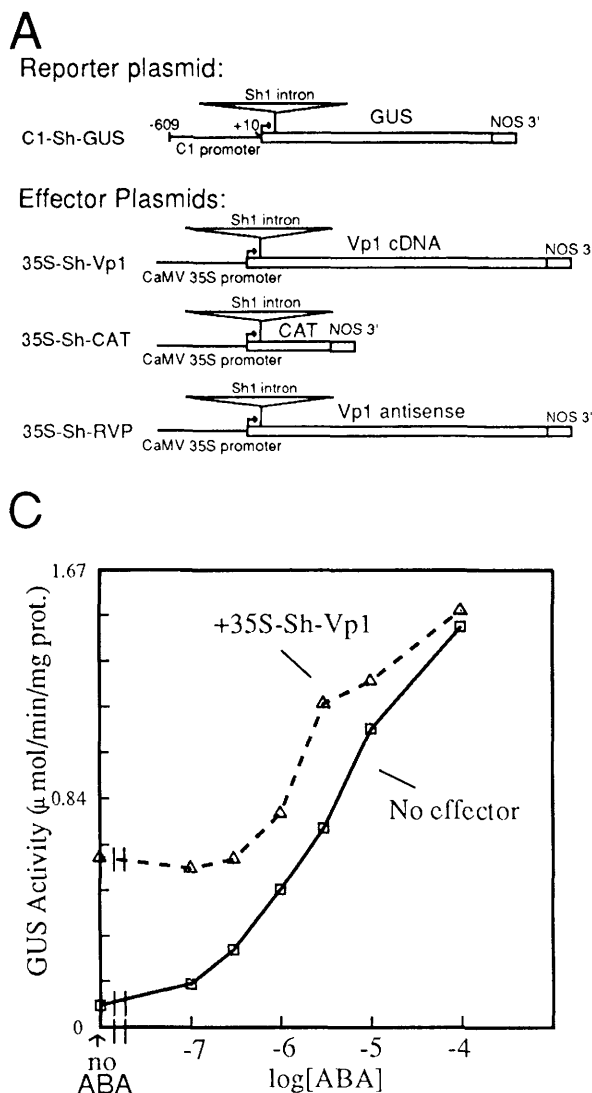 A
Reporter plasmid:
Sh1 intron
-609
+10
GUS
NOS 3'
C1-Sh-GUS
C1 promoter
Effector Plasmids:
Sh1 intron
Vp1 cDNA
NOS 3
35S-Sh-Vp1
CaMV 35S promoter
Sh1 intron
CAT
NOS 3'
35S-Sh-CAT
CaMV 35S promoter
Sh1 intron
Vp1 antisense
NOS 3'
35S-Sh-RVP
CaMV 35S promoter
C
1.67
+35S-Sh-Vp1
0.84
No effector
GUS Activity (μ mol/min/mg prot.)
0
no
ABA
-7
-6
-5
-4
log[ABA]